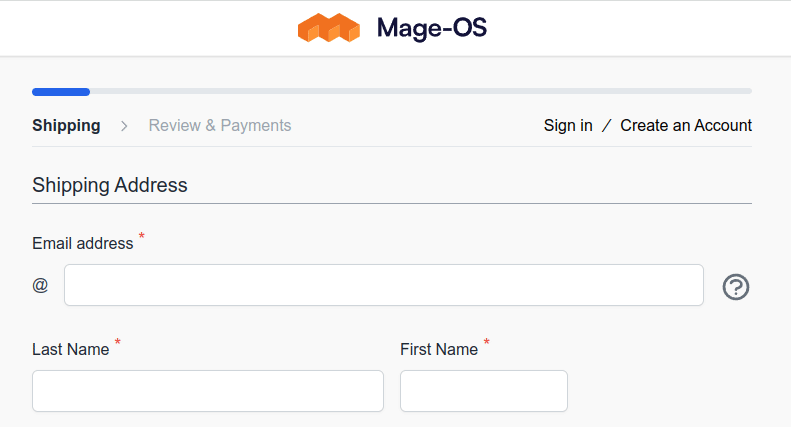 Mage-OS
Shipping > Review & Payments Sign in / Create an Account
Shipping Address
Email address *
@
Last Name * First Name *